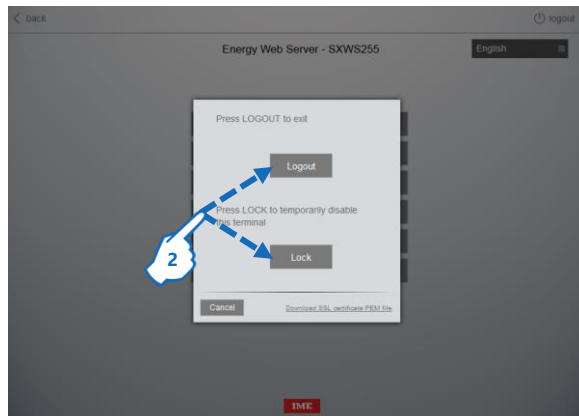 back
logout
Energy Web Server - SXWS255
English
Press LOGOUT to exit
Logout
Press LOCK to temporarily disable
this terminal
2
Lock
Cancel
Download SSL certificate PEM file
IME